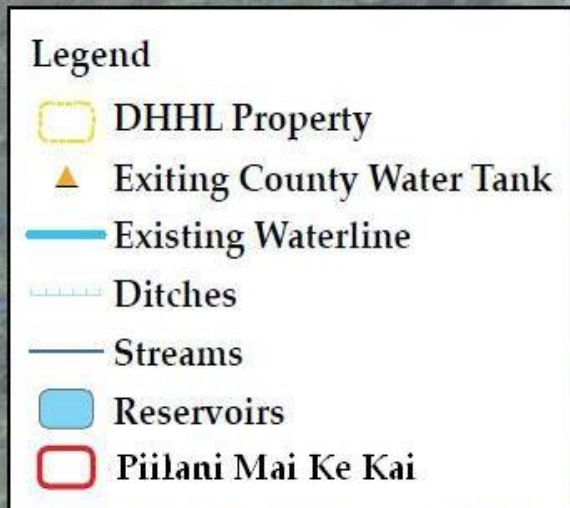 Legend
DHHL Property
Exiting County Water Tank
Existing Waterline
Ditches
Streams
Reservoirs
Piilani Mai Ke Kai